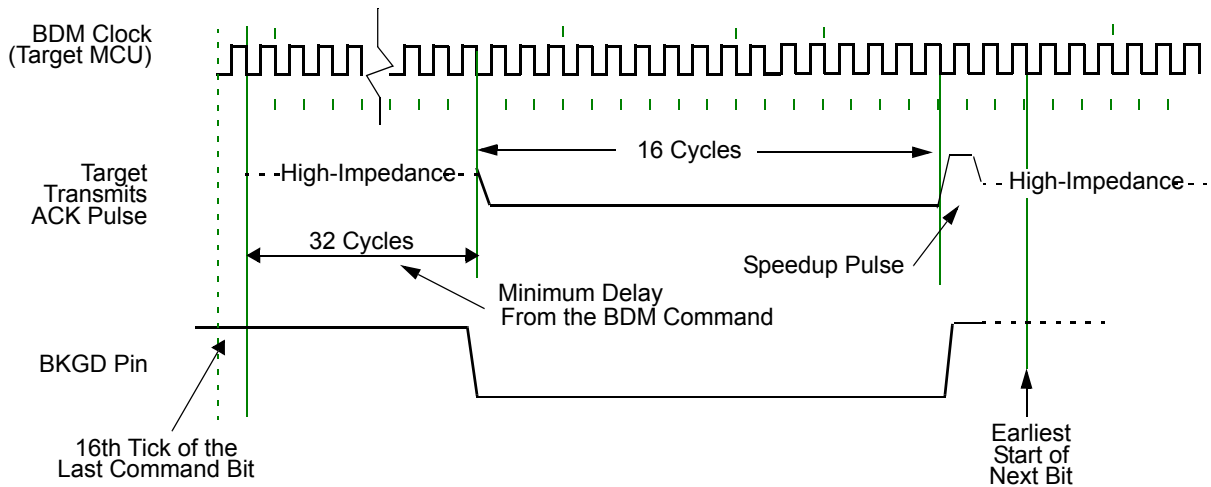 BDM Clock
(Target MCU)
16 Cycles
Target
Transmits
ACK Pulse
High-Impedance
High-Impedance
32 Cycles
Speedup Pulse
Minimum Delay
From the BDM Command
BKGD Pin
16th Tick of the
Last Command Bit
Earliest
Start of
Next Bit